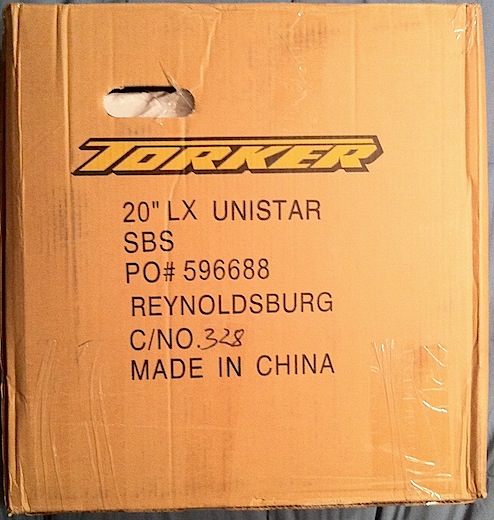 TORKER
20" LX UNISTAR
SBS
PO# 596688
REYNOLDSBURG
C/NO.328
MADE IN CHINA